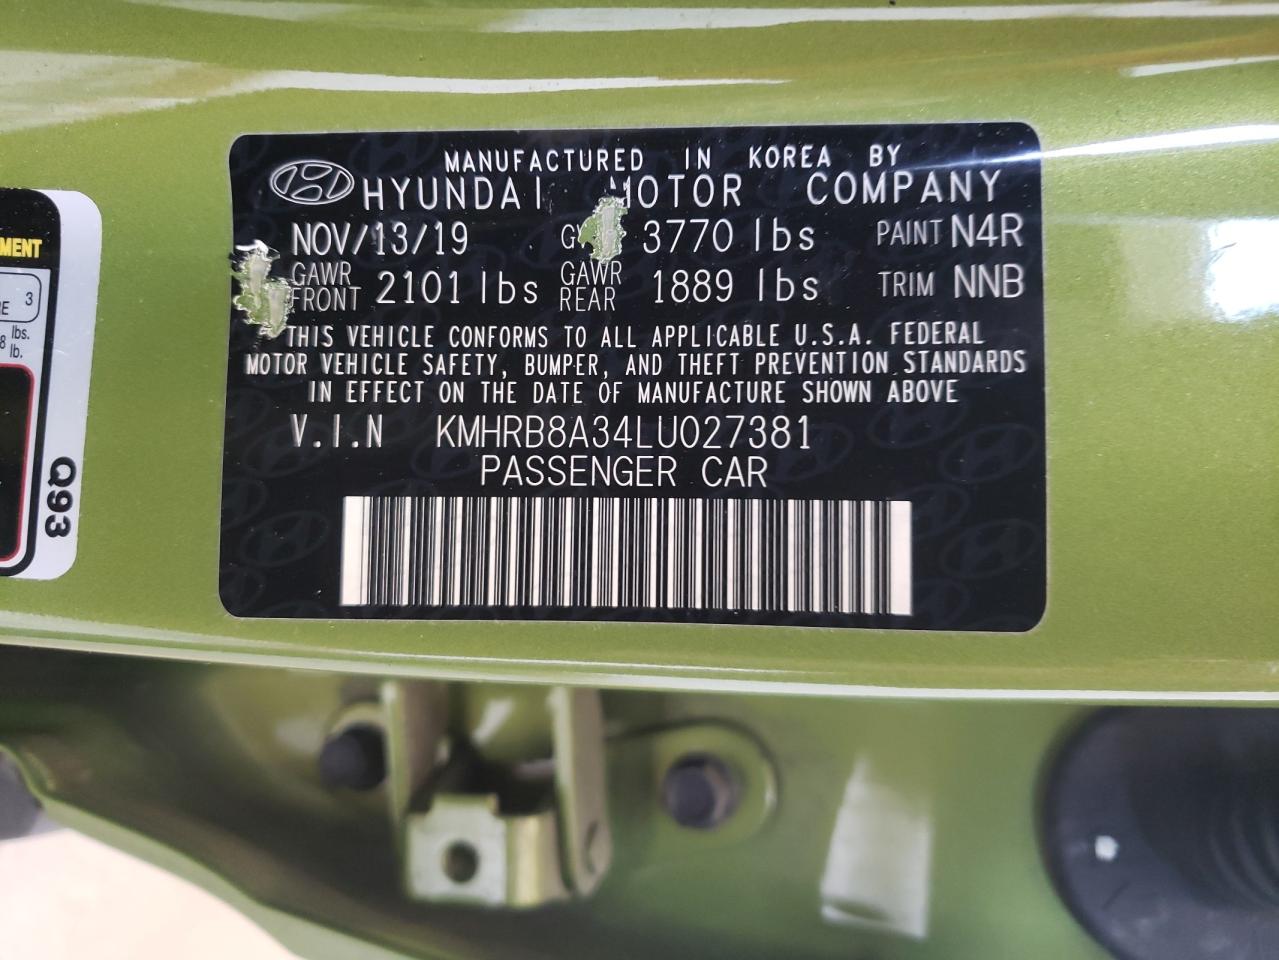 MANUFACTURED IN KOREA BY
HYUNDAI MOTOR COMPANY
NOV/13/19 3770 lbs PAINT N4R
GAWR FRONT 2101 lbs GAWR REAR 1889 lbs TRIM NNB
THIS VEHICLE CONFORMS TO ALL APPLICABLE U.S.A. FEDERAL
MOTOR VEHICLE SAFETY, BUMPER, AND THEFT PREVENTION STANDARDS
IN EFFECT ON THE DATE OF MANUFACTURE SHOWN ABOVE
V.I.N KMHRB8A34LU027381
PASSENGER CAR
3
lbs.
lb.
Q93